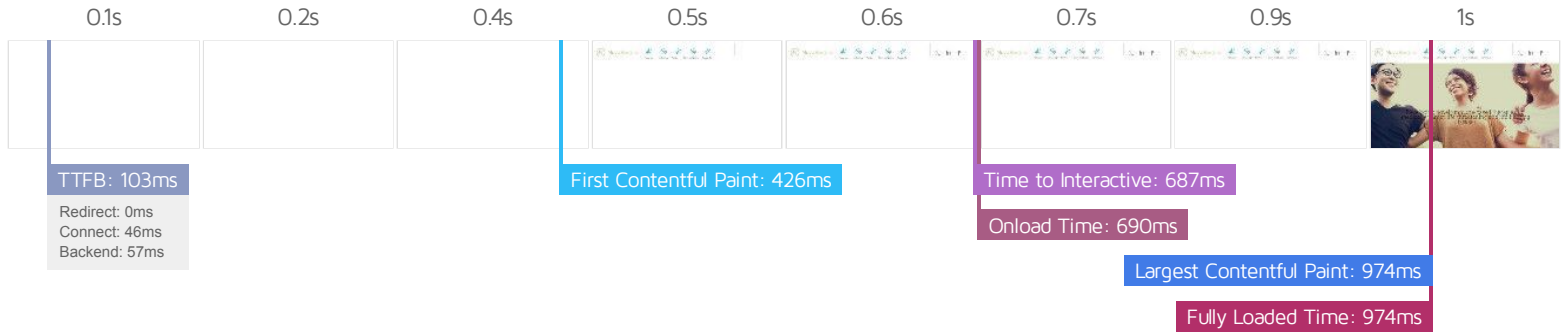 0.1s 0.2s 0.4s 0.5s 0.6s 0.7s 0.9s 1s
TTFB: 103ms
Redirect: 0ms
Connect: 46ms
Backend: 57ms
First Contentful Paint: 426ms
Time to Interactive: 687ms
Onload Time: 690ms
Largest Contentful Paint: 974ms
Fully Loaded Time: 974ms